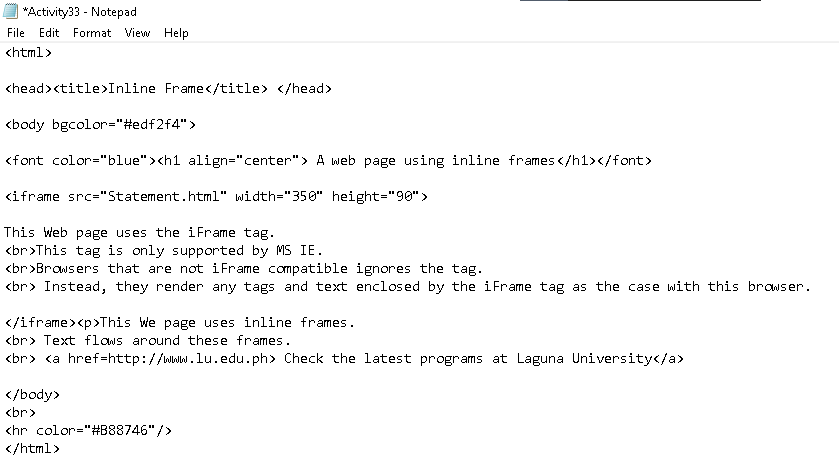 *Activity33 - Notepad
File Edit Format View Help
<html>
<head><title>Inline Frame</title> </head>
<body bgcolor="#edf2f4">
<font color="blue"><h1 align="center"> A web page using inline frames</h1></font>
<iframe src="Statement.html" width="350" height="90">
This Web page uses the iFrame tag.
<br>This tag is only supported by MS IE.
<br>Browsers that are not iFrame compatible ignores the tag.
<br> Instead, they render any tags and text enclosed by the iFrame tag as the case with this browser.
</iframe><p>This We page uses inline frames.
<br> Text flows around these frames.
<br> <a href=http://www.lu.edu.ph> Check the latest programs at Laguna University</a>
</body>
<br>
<hr color="#B88746"/>
</html>